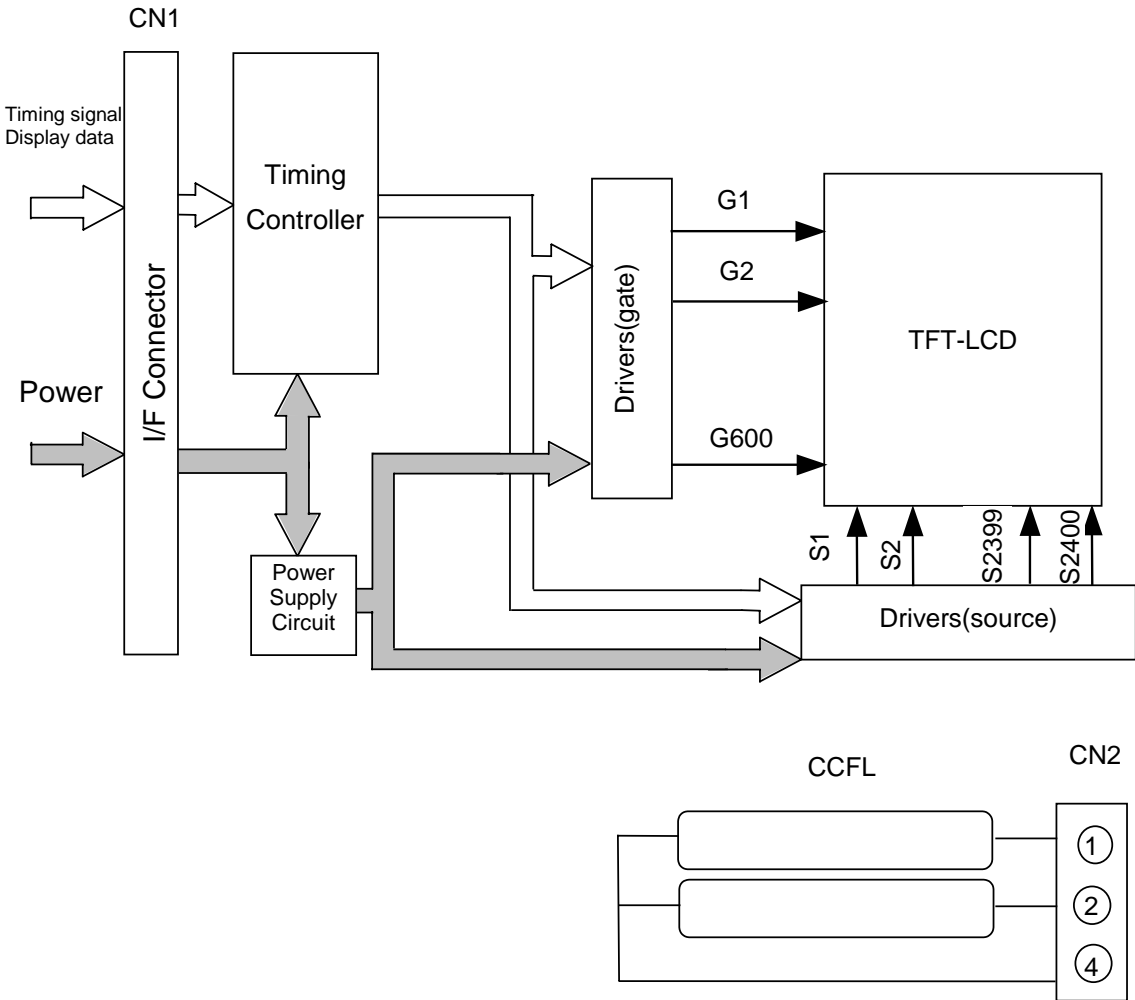 CN1
Timing signal
Display data
Timing
Controller
G1
G2
Drivers(gate)
TFT-LCD
I/F Connector
Power
G600
S1
S2
S2399
S2400
Power
Supply
Circuit
Drivers(source)
CCFL
CN2
1
2
4